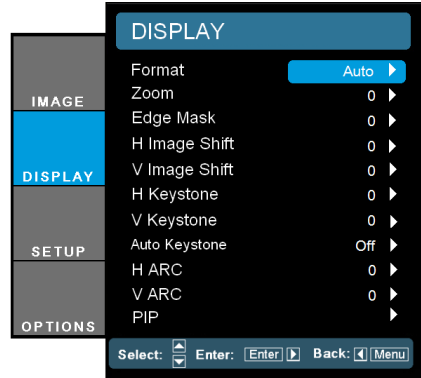 DISPLAY
IMAGE
DISPLAY
SETUP
OPTIONS
Format Auto
Zoom 0
Edge Mask 0
H Image Shift 0
V Image Shift 0
H Keystone 0
V Keystone 0
Auto Keystone Off
H ARC 0
V ARC 0
PIP
Select: Enter: Enter Back: Menu